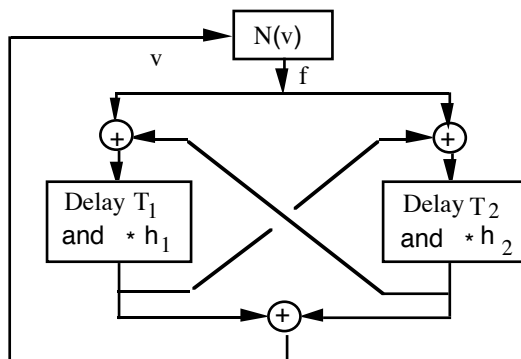 N(v)
v
f
+
+
Delay T1
and * h1
Delay T2
and * h2
+